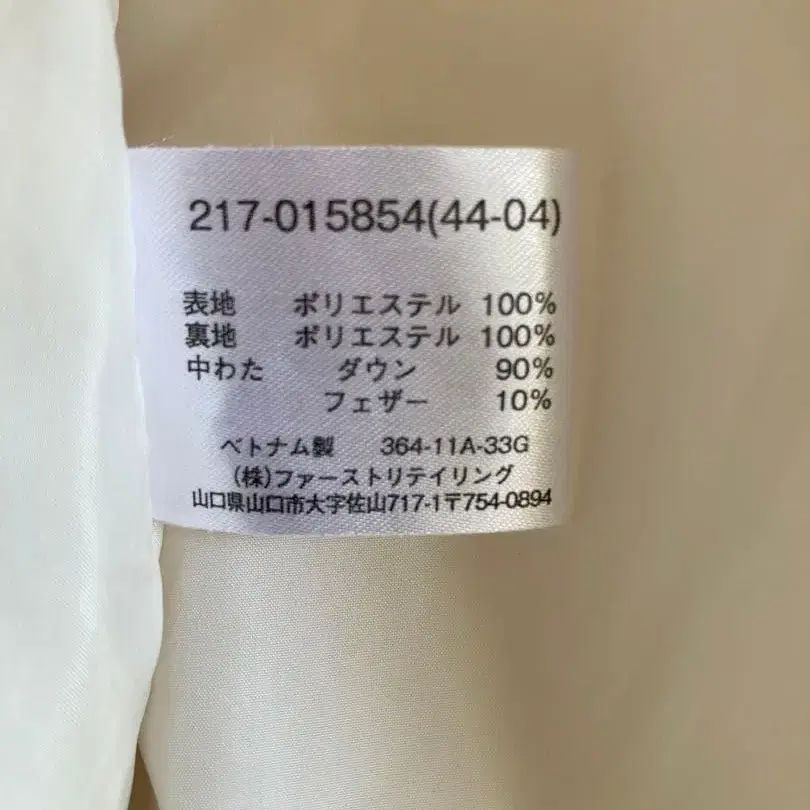 217-015854(44-04)
表地 ポリエステル 100%
裏地 ポリエステル 100%
中わた ダウン 90%
フェザー 10%
ベトナム製 364-11A-33G
(株)ファーストリテイリング
山口県山口市大字佐山717-1〒754-0894